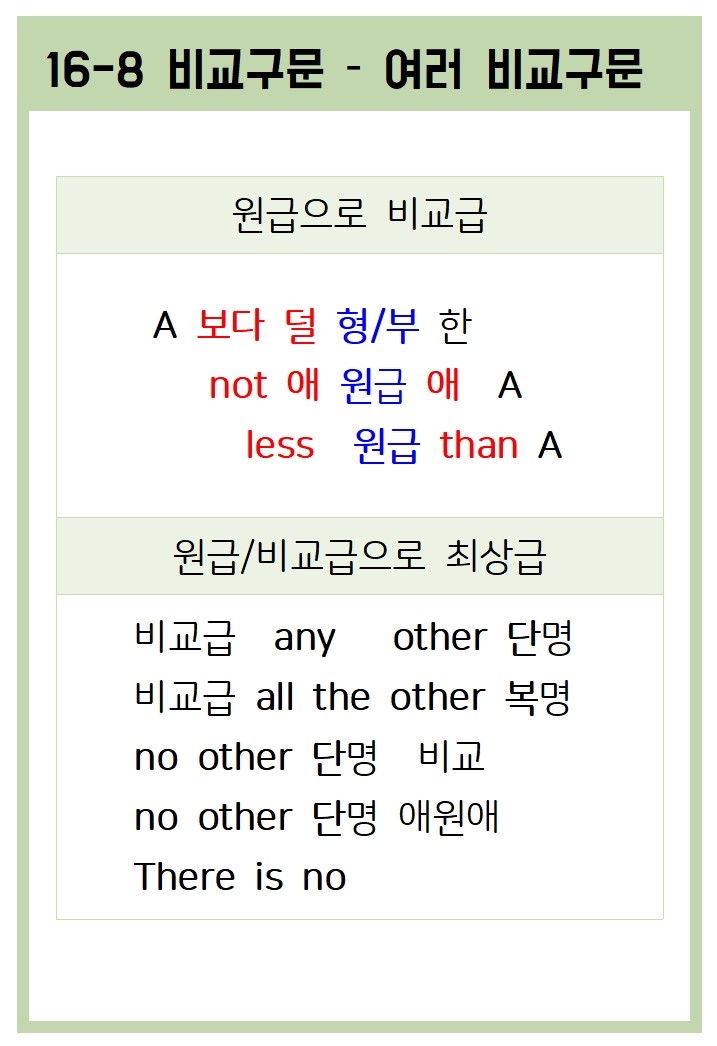 16-8 비교구문 - 여러 비교구문
원급으로 비교급
A 보다 덜 형/부 한
not 애 원급 애 A
less 원급 than A
원급/비교급으로 최상급
비교급 any other 단명
비교급 all the other 복명
no other 단명 비교
no other 단명 애원애
There is no